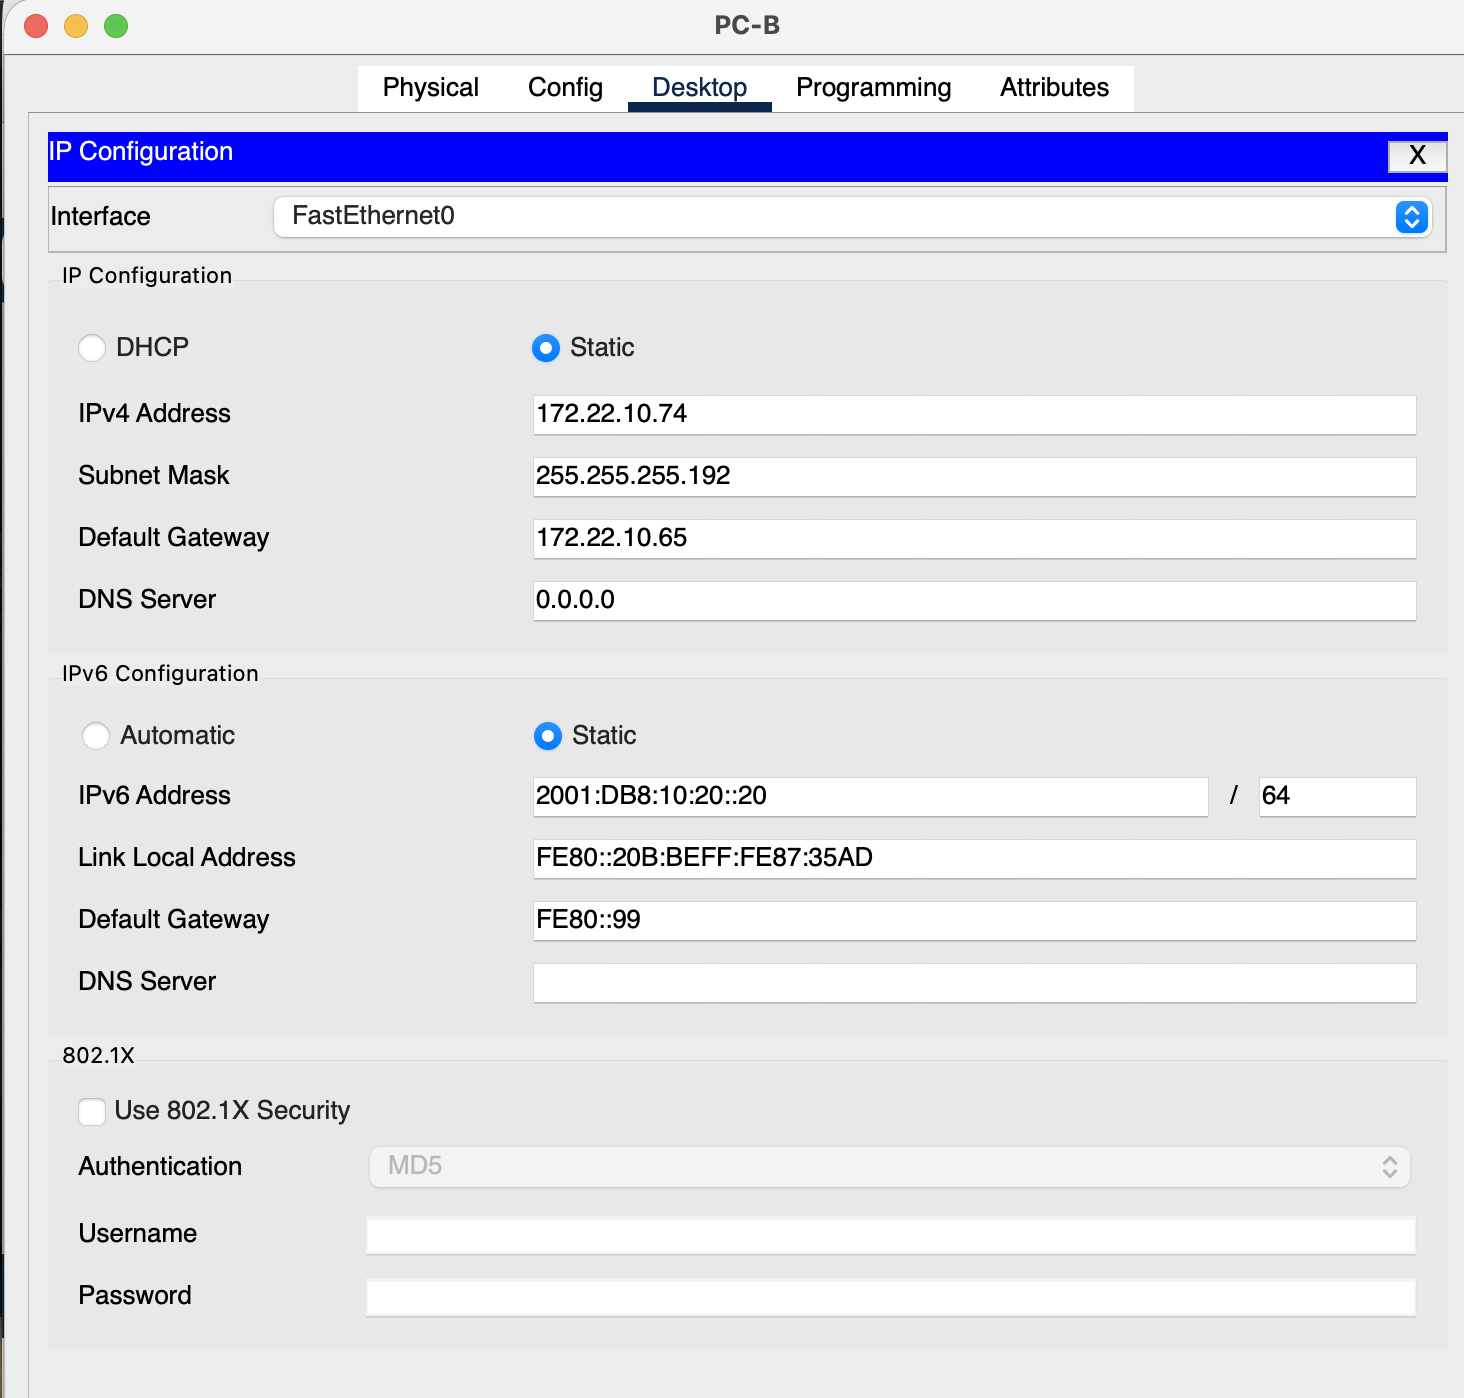 PC-B
Physical Config Desktop Programming Attributes
IP Configuration X
Interface FastEthernet0
IP Configuration
DHCP Static
IPv4 Address 172.22.10.74
Subnet Mask 255.255.255.192
Default Gateway 172.22.10.65
DNS Server 0.0.0.0
IPv6 Configuration
Automatic Static
IPv6 Address 2001:DB8:10:20::20 / 64
Link Local Address FE80::20B:BEFF:FE87:35AD
Default Gateway FE80::99
DNS Server
802.1X
Use 802.1X Security
Authentication MD5
Username
Password